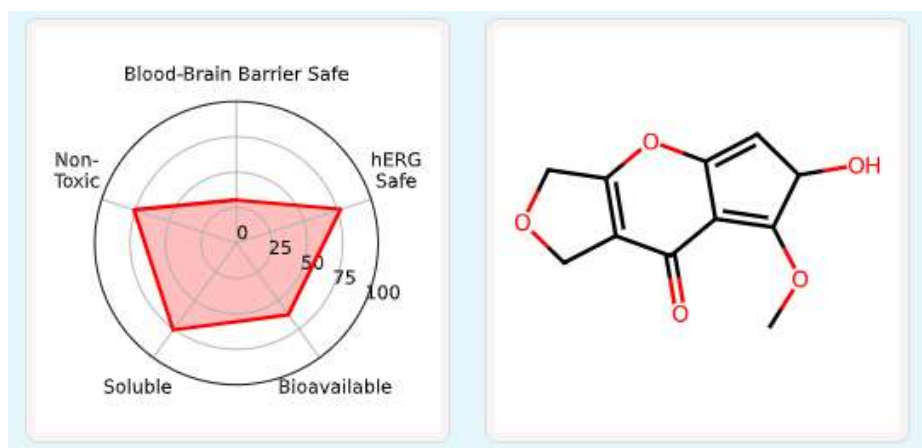 Blood-Brain Barrier Safe
Non-
Toxic
hERG
Safe
0
25
50
75
100
Soluble
Bioavailable
O
OH
O
O
O